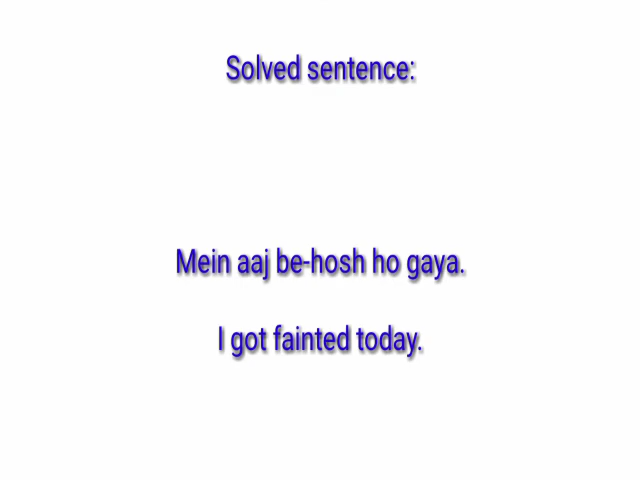 Solved sentence:
Mein aaj be-hosh ho gaya.
I got fainted today.